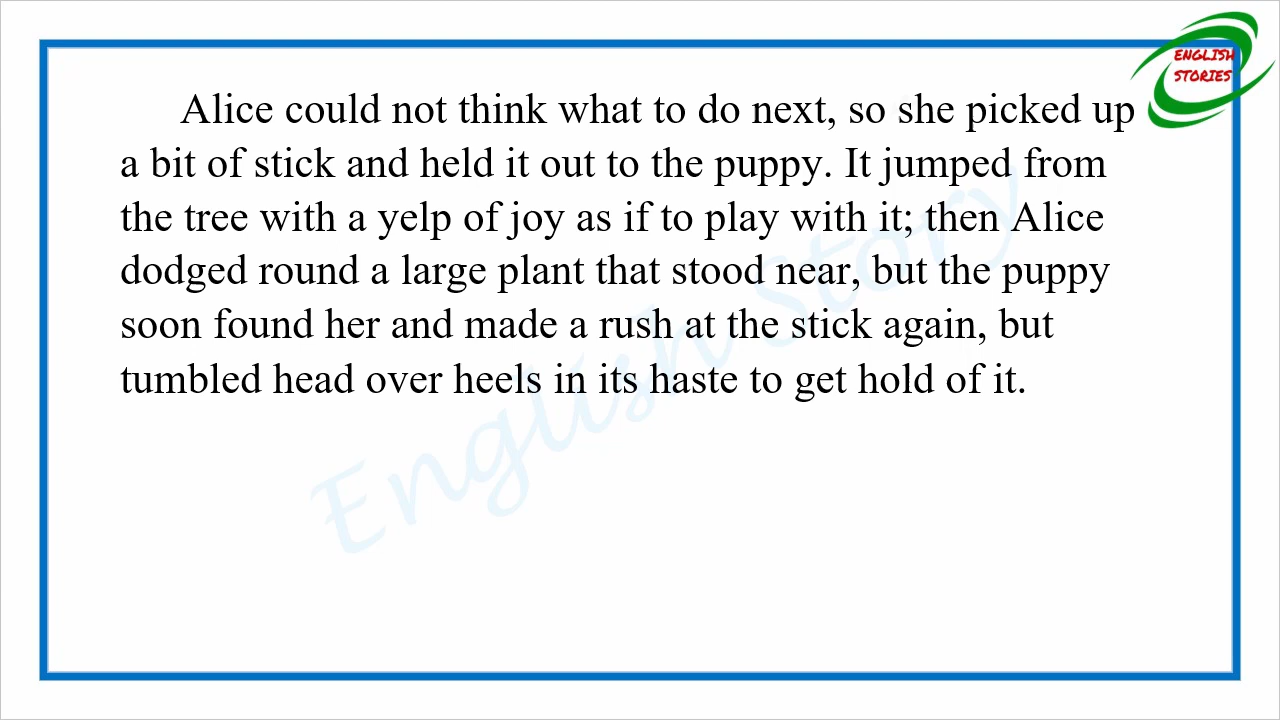 ENGLISH
STORIES
Alice could not think what to do next, so she picked up
a bit of stick and held it out to the puppy. It jumped from
the tree with a yelp of joy as if to play with it; then Alice
dodged round a large plant that stood near, but the puppy
soon found her and made a rush at the stick again, but
tumbled head over heels in its haste to get hold of it.
English Story